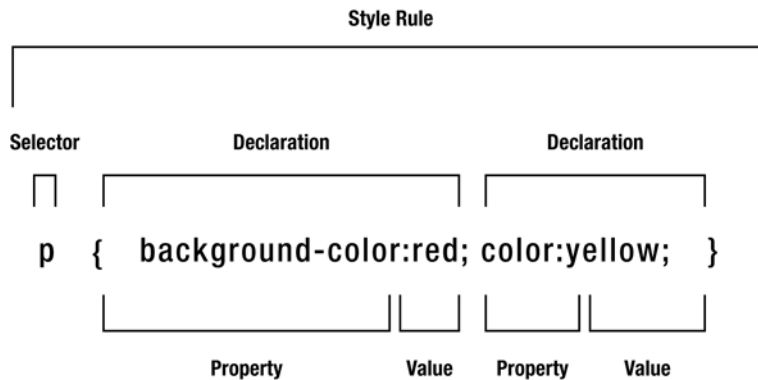 Style Rule
Selector Declaration Declaration
p { background-color:red; color:yellow; }
Property Value Property Value